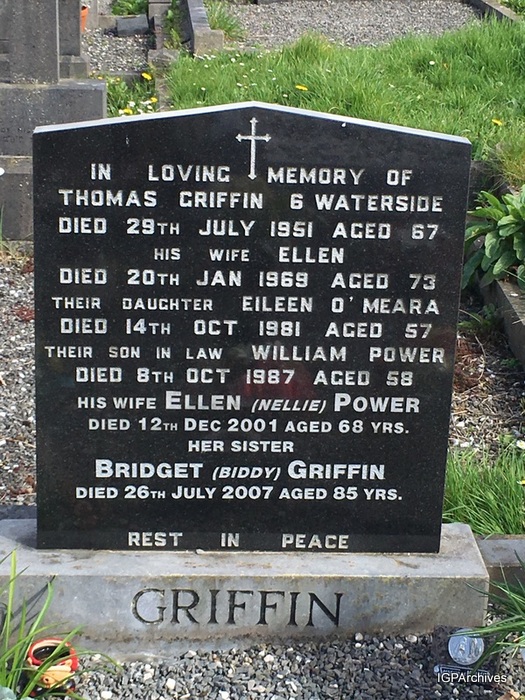 IN LOVING MEMORY OF
THOMAS GRIFFIN 6 WATERSIDE
DIED 29TH JULY 1951 AGED 67
HIS WIFE ELLEN
DIED 20TH JAN 1969 AGED 73
THEIR DAUGHTER EILEEN O'MEARA
DIED 14TH OCT 1981 AGED 57
THEIR SON IN LAW WILLIAM POWER
DIED 8TH OCT 1987 AGED 58
HIS WIFE ELLEN (NELLIE) POWER
DIED 12TH DEC 2001 AGED 68 YRS.
HER SISTER
BRIDGET (BIDDY) GRIFFIN
DIED 26TH JULY 2007 AGED 85 YRS.
REST IN PEACE
GRIFFIN
IGPArchives